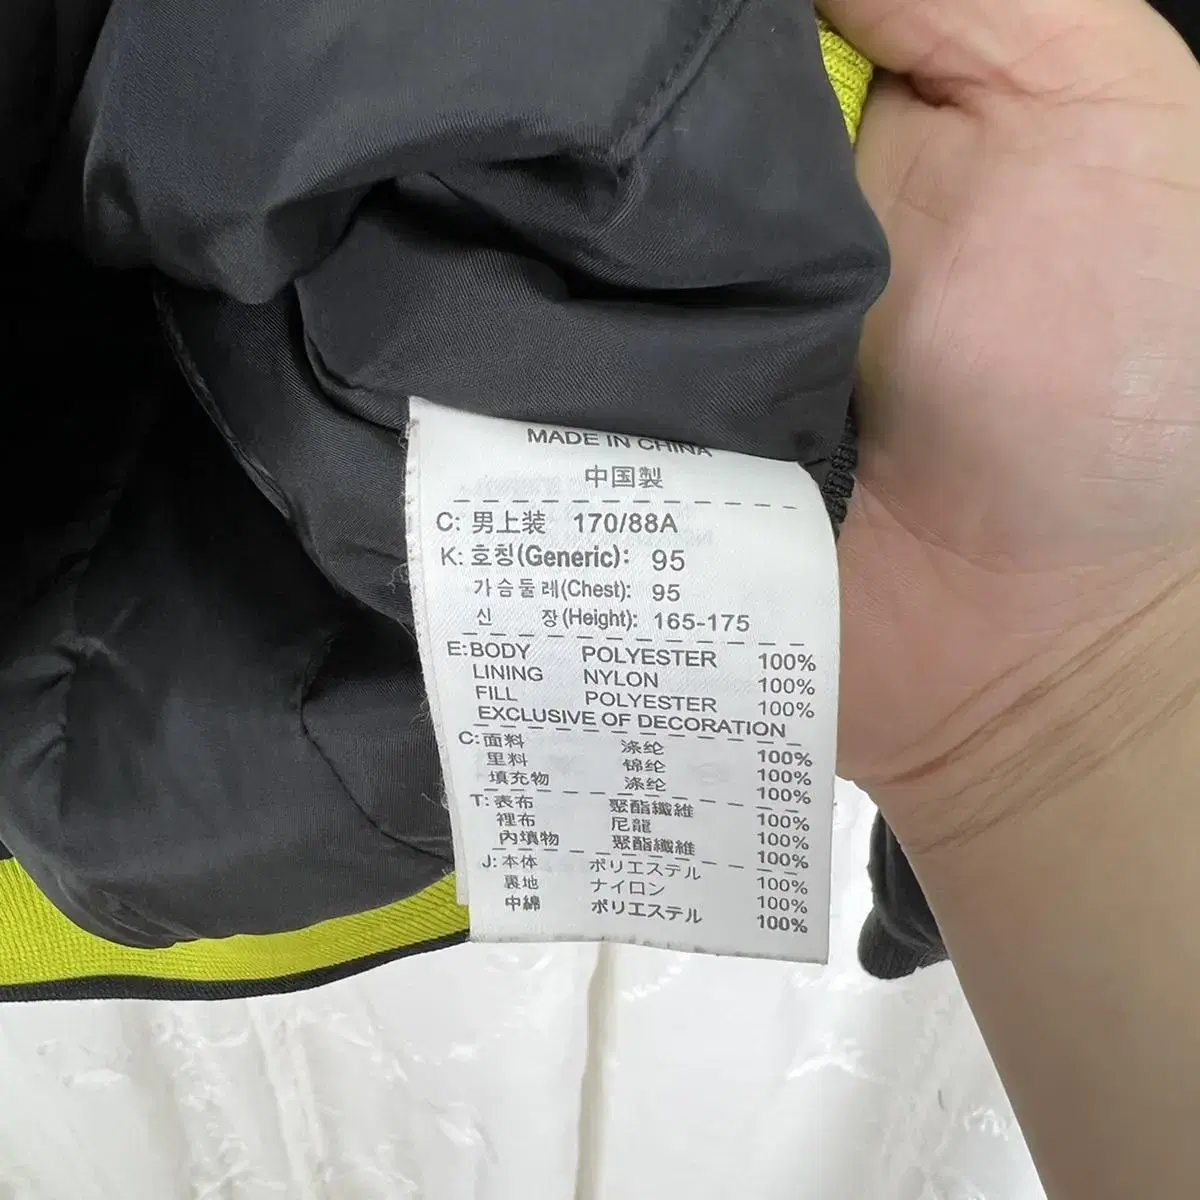 MADE IN CHINA
中国製
C: 男上装 170/88A
K: 호칭(Generic): 95
가슴둘레(Chest): 95
신 장(Height): 165-175
E: BODY POLYESTER 100%
LINING NYLON 100%
FILL POLYESTER 100%
EXCLUSIVE OF DECORATION
C: 面料 涤纶 100%
里料 锦纶 100%
填充物 涤纶 100%
T: 表布 聚酯纖維 100%
裡布 尼龍 100%
內填物 聚酯纖維 100%
J: 本体 ポリエステル 100%
裏地 ナイロン 100%
中綿 ポリエステル 100%